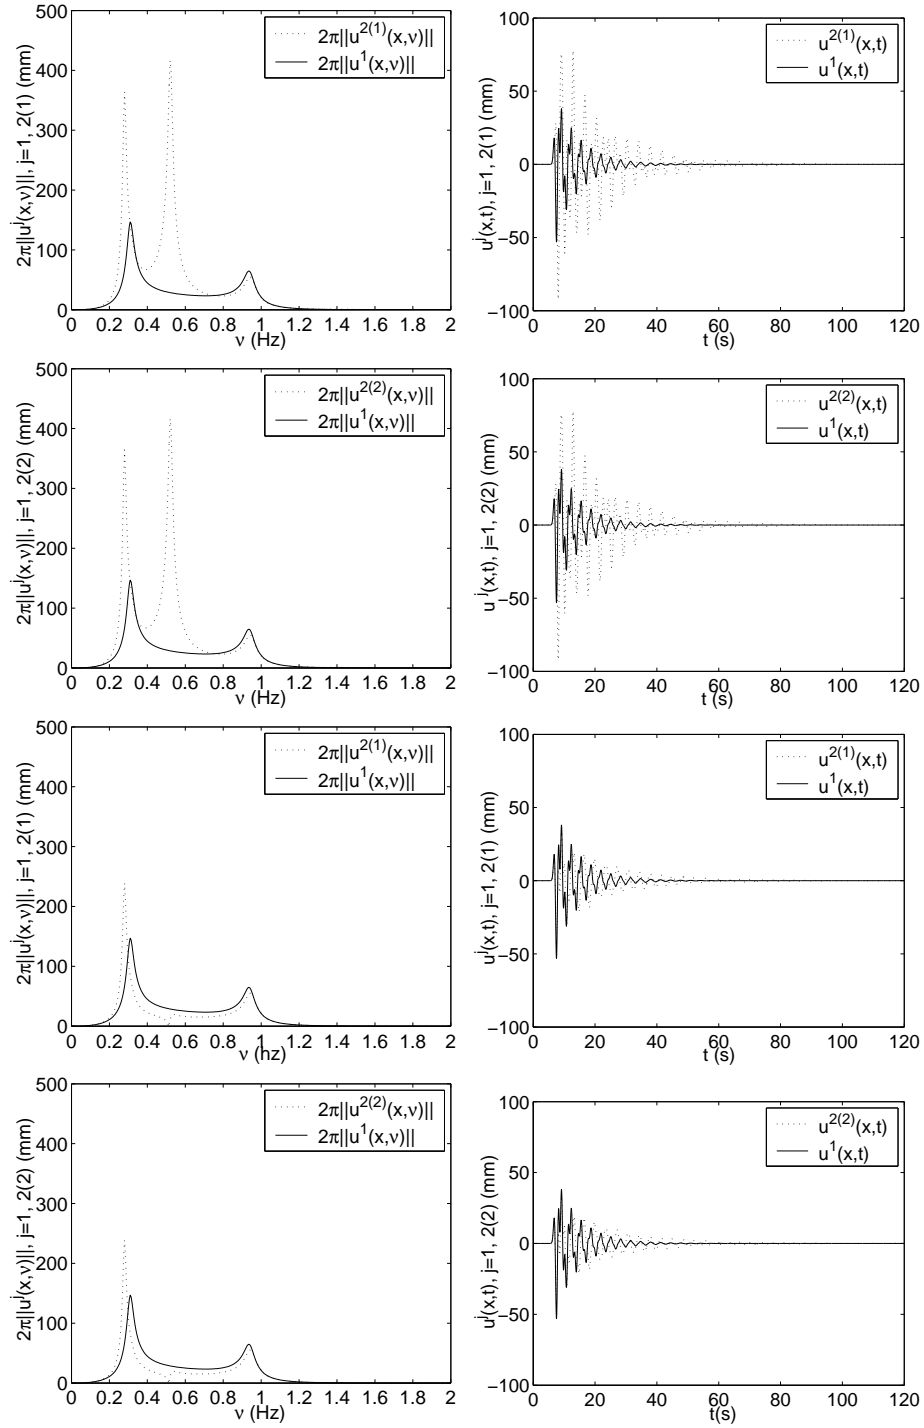 2π||u^j(x,ν)||, j=1, 2(1) (mm)
500
400
300
200
100
0
0 0.2 0.4 0.6 0.8 1 1.2 1.4 1.6 1.8 2
ν (Hz)
2π||u^2(1)(x,ν)||
2π||u^1(x,ν)||
u^j(x,t), j=1, 2(1) (mm)
100
50
0
−50
−100
0 20 40 60 80 100 120
t (s)
u^2(1)(x,t)
u^1(x,t)
2π||u^j(x,ν)||, j=1, 2(2) (mm)
500
400
300
200
100
0
0 0.2 0.4 0.6 0.8 1 1.2 1.4 1.6 1.8 2
ν (Hz)
2π||u^2(2)(x,ν)||
2π||u^1(x,ν)||
u^j(x,t), j=1, 2(2) (mm)
100
50
0
−50
−100
0 20 40 60 80 100 120
t (s)
u^2(2)(x,t)
u^1(x,t)
2π||u^j(x,ν)||, j=1, 2(1) (mm)
500
400
300
200
100
0
0 0.2 0.4 0.6 0.8 1 1.2 1.4 1.6 1.8 2
ν (hz)
2π||u^2(1)(x,ν)||
2π||u^1(x,ν)||
u^j(x,t), j=1, 2(1) (mm)
100
50
0
−50
−100
0 20 40 60 80 100 120
t (s)
u^2(1)(x,t)
u^1(x,t)
2π||u^j(x,ν)||, j=1, 2(2) (mm)
500
400
300
200
100
0
0 0.2 0.4 0.6 0.8 1 1.2 1.4 1.6 1.8 2
ν (Hz)
2π||u^2(2)(x,ν)||
2π||u^1(x,ν)||
u^j(x,t), j=1, 2(2) (mm)
100
50
0
−50
−100
0 20 40 60 80 100 120
t(s)
u^2(2)(x,t)
u^1(x,t)